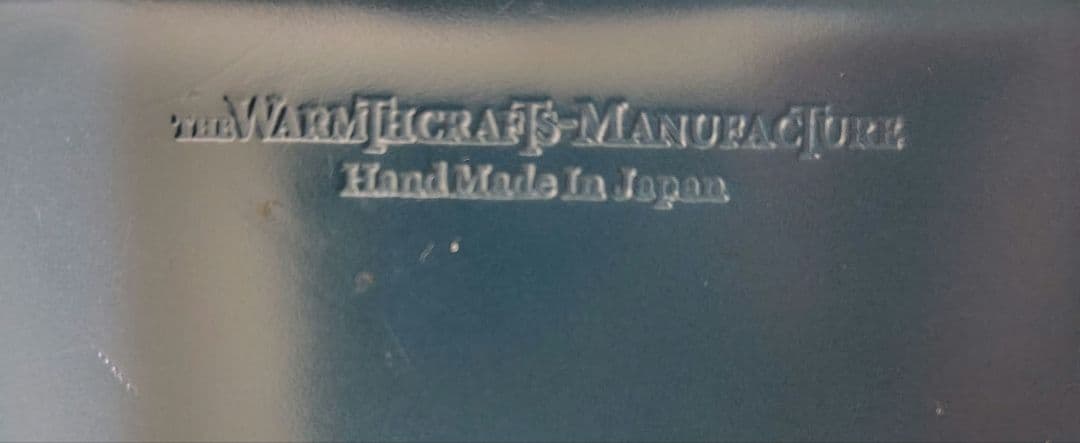 THE WARMTHCRAFTS-MANUFACTURE
Hand Made In Japan